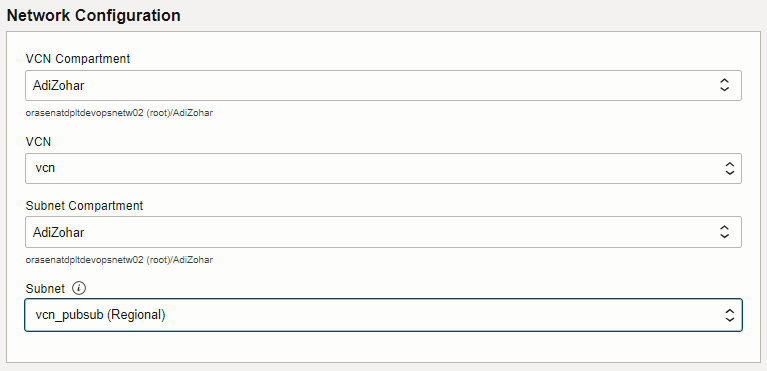 Network Configuration
VCN Compartment
AdiZohar
orasenatdpltdevopsnetw02 (root)/AdiZohar
VCN
vcn
Subnet Compartment
AdiZohar
orasenatdpltdevopsnetw02 (root)/AdiZohar
Subnet i
vcn_pubsub (Regional)